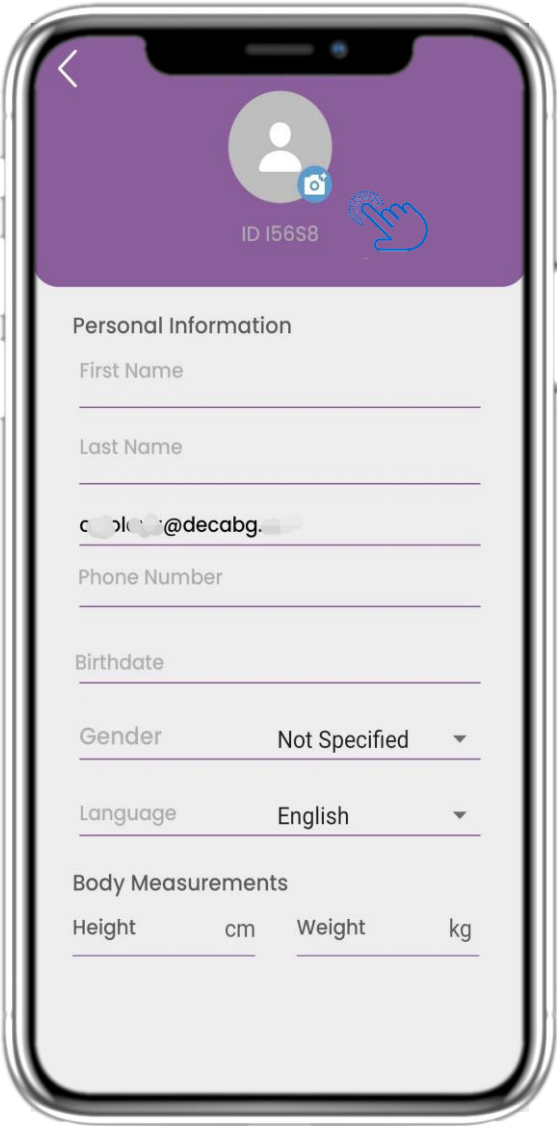 ID I56S8
Personal Information
First Name
Last Name
@decabg.
Phone Number
Birthdate
Gender Not Specified
Language English
Body Measurements
Height cm Weight kg